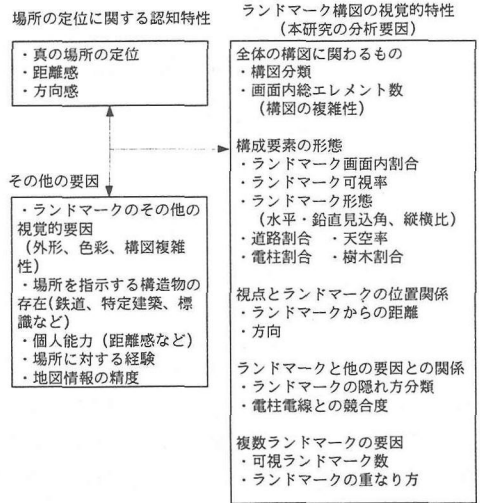 場所の定位に関する認知特性
・真の場所の定位
・距離感
・方向感
その他の要因
・ランドマークのその他の
視覚的要因
(外形、色彩、構図複雑
性)
・場所を指示する構造物の
存在(鉄道、特定建築、標
識など)
・個人能力(距離感など)
・場所に対する経験
・地図情報の精度
ランドマーク構図の視覚的特性
(本研究の分析要因)
全体の構図に関わるもの
・構図分類
・画面内総エレメント数
(構図の複雑性)
構成要素の形態
・ランドマーク画面内割合
・ランドマーク可視率
・ランドマーク形態
(水平・鉛直見込角、縦横比)
・道路割合 ・天空率
・電柱割合 ・樹木割合
視点とランドマークの位置関係
・ランドマークからの距離
・方向
ランドマークと他の要因との関係
・ランドマークの隠れ方分類
・電柱電線との競合度
複数ランドマークの要因
・可視ランドマーク数
・ランドマークの重なり方